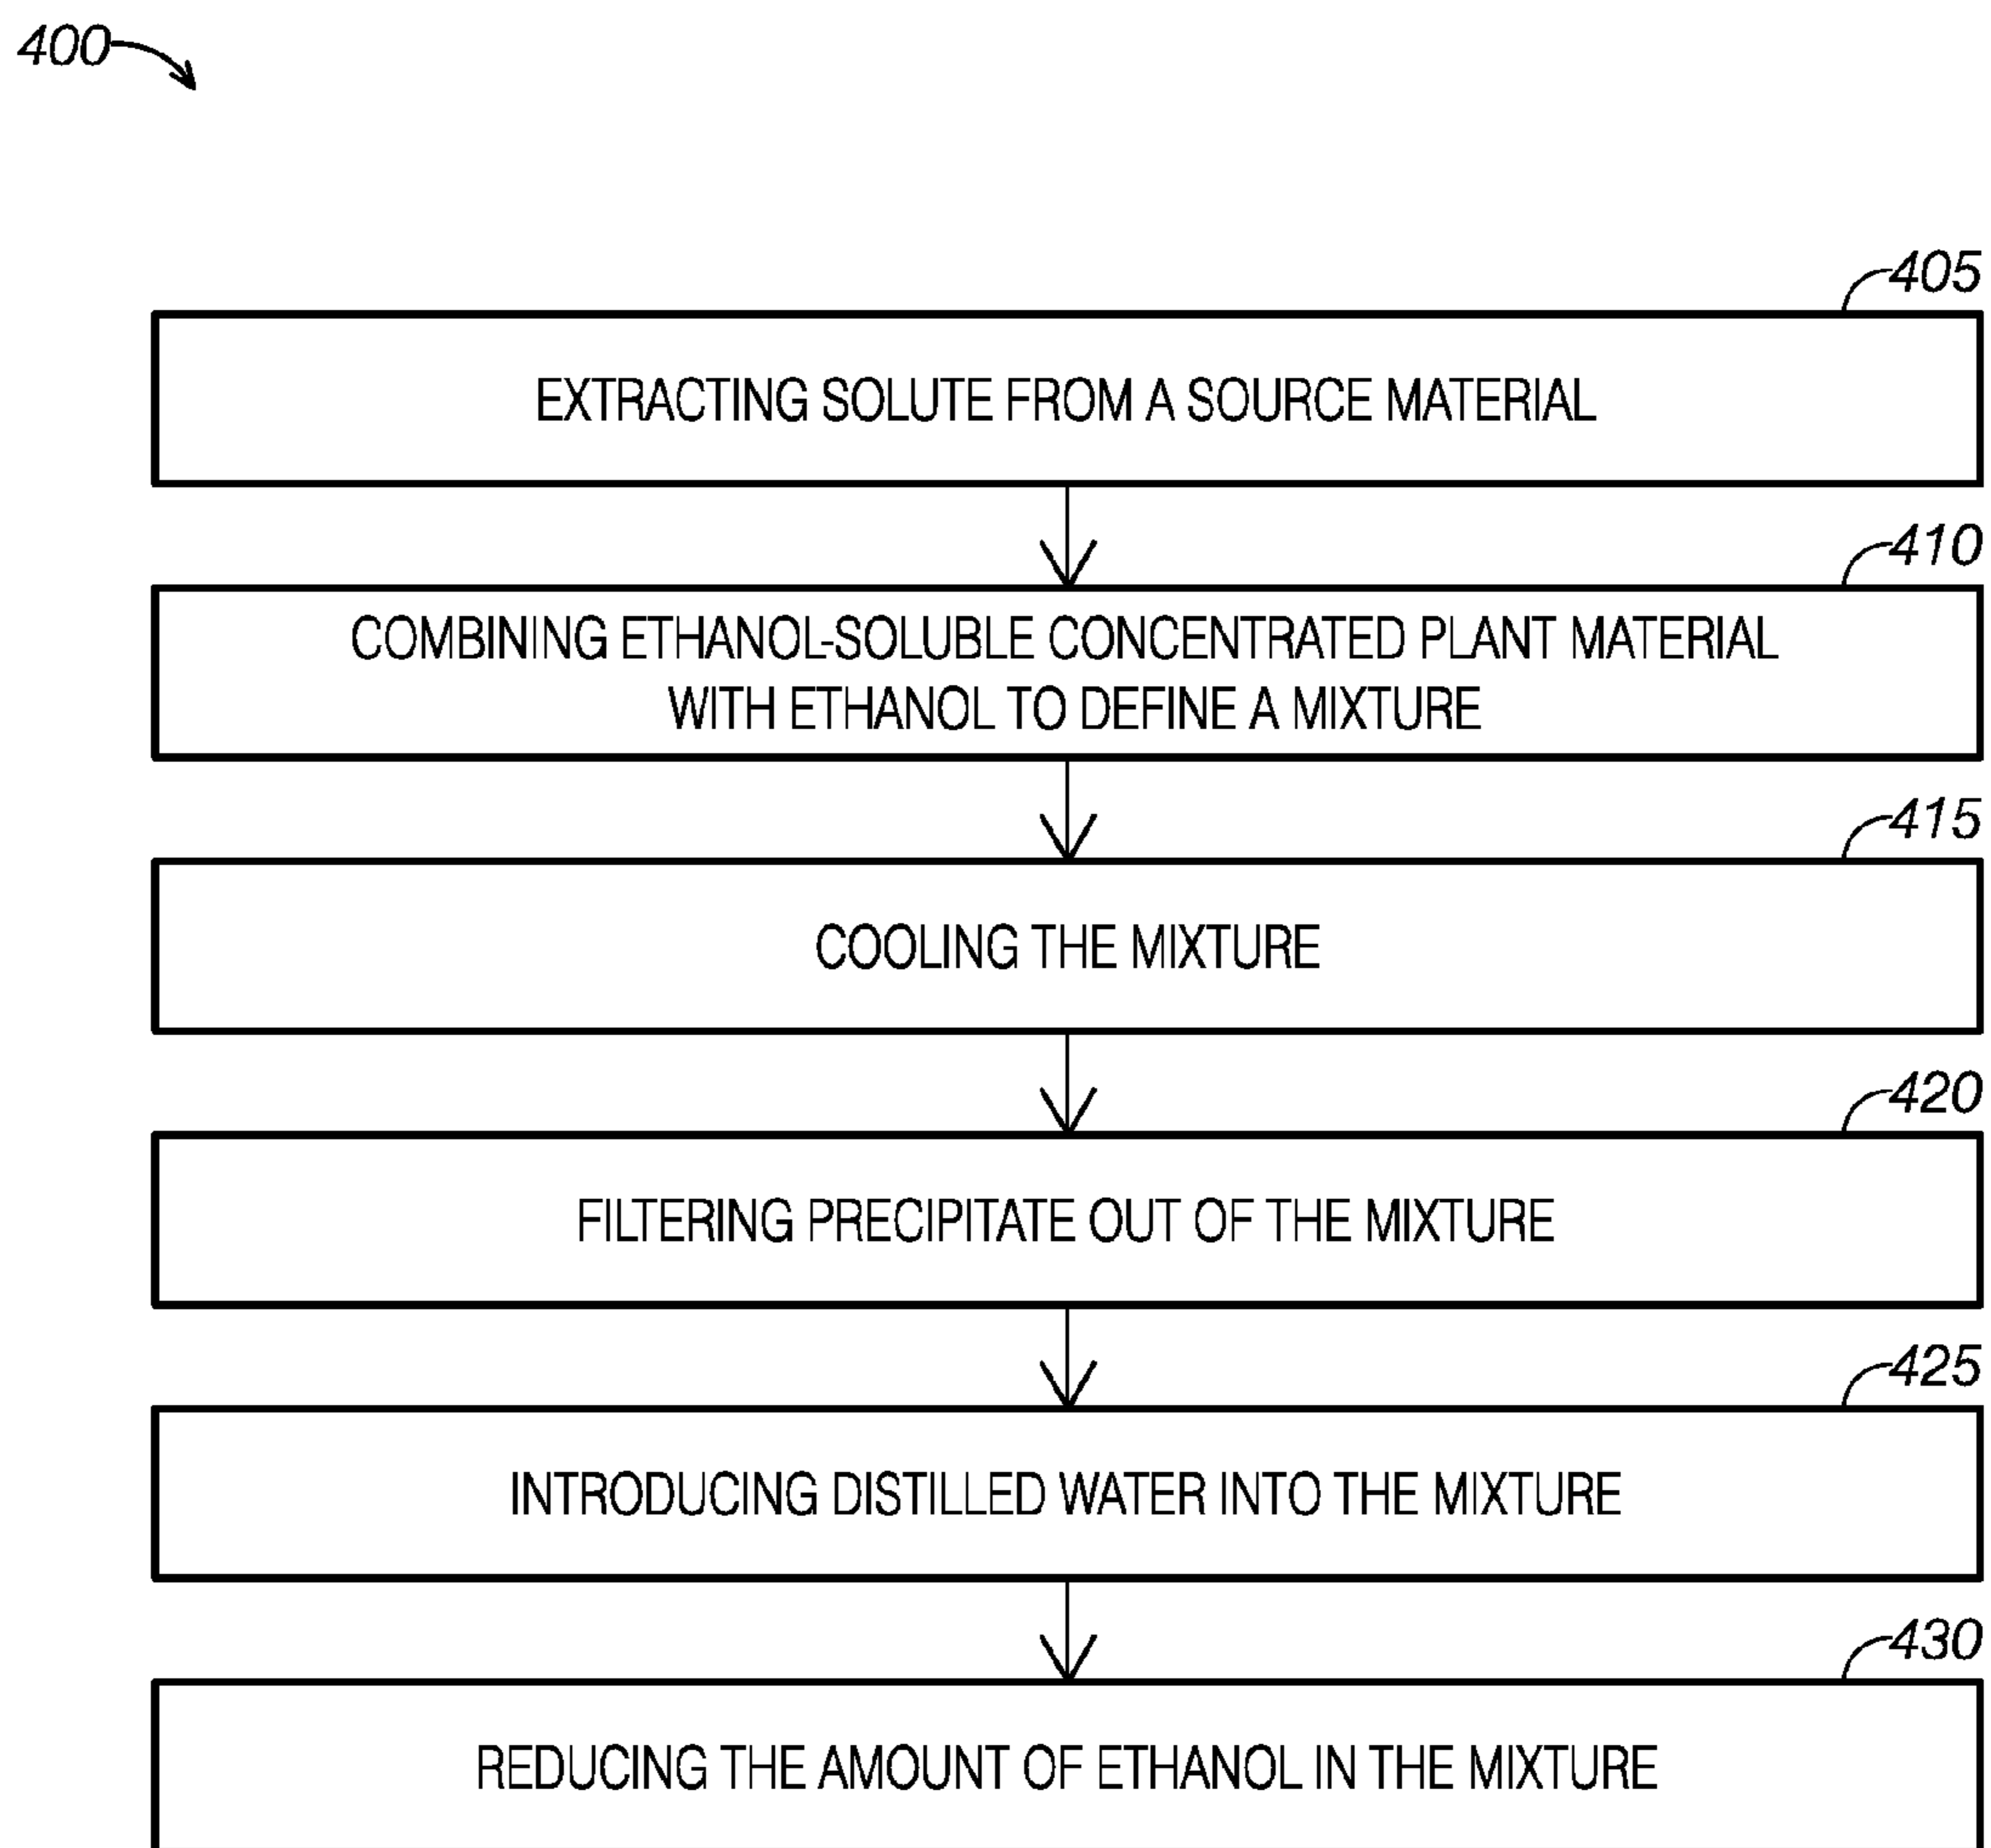 400
405
EXTRACTING SOLUTE FROM A SOURCE MATERIAL
410
COMBINING ETHANOL-SOLUBLE CONCENTRATED PLANT MATERIAL
WITH ETHANOL TO DEFINE A MIXTURE
415
COOLING THE MIXTURE
420
FILTERING PRECIPITATE OUT OF THE MIXTURE
425
INTRODUCING DISTILLED WATER INTO THE MIXTURE
430
REDUCING THE AMOUNT OF ETHANOL IN THE MIXTURE